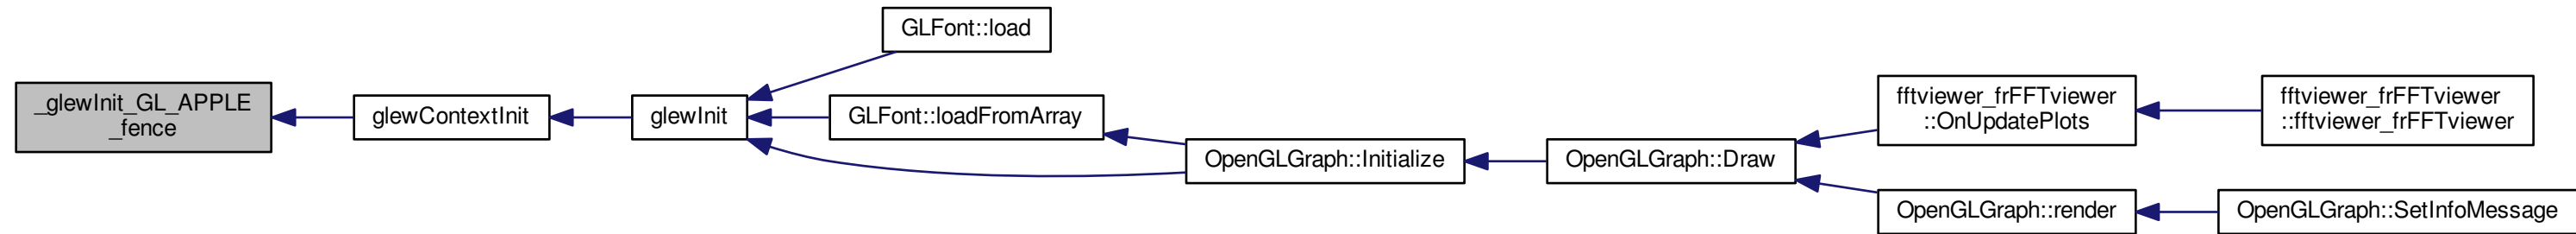 _glewInit_GL_APPLE
_fence
glewContextInit
glewInit
GLFont::load
GLFont::loadFromArray
OpenGLGraph::Initialize
OpenGLGraph::Draw
fftviewer_frFFTviewer
::OnUpdatePlots
fftviewer_frFFTviewer
::fftviewer_frFFTviewer
OpenGLGraph::render
OpenGLGraph::SetInfoMessage